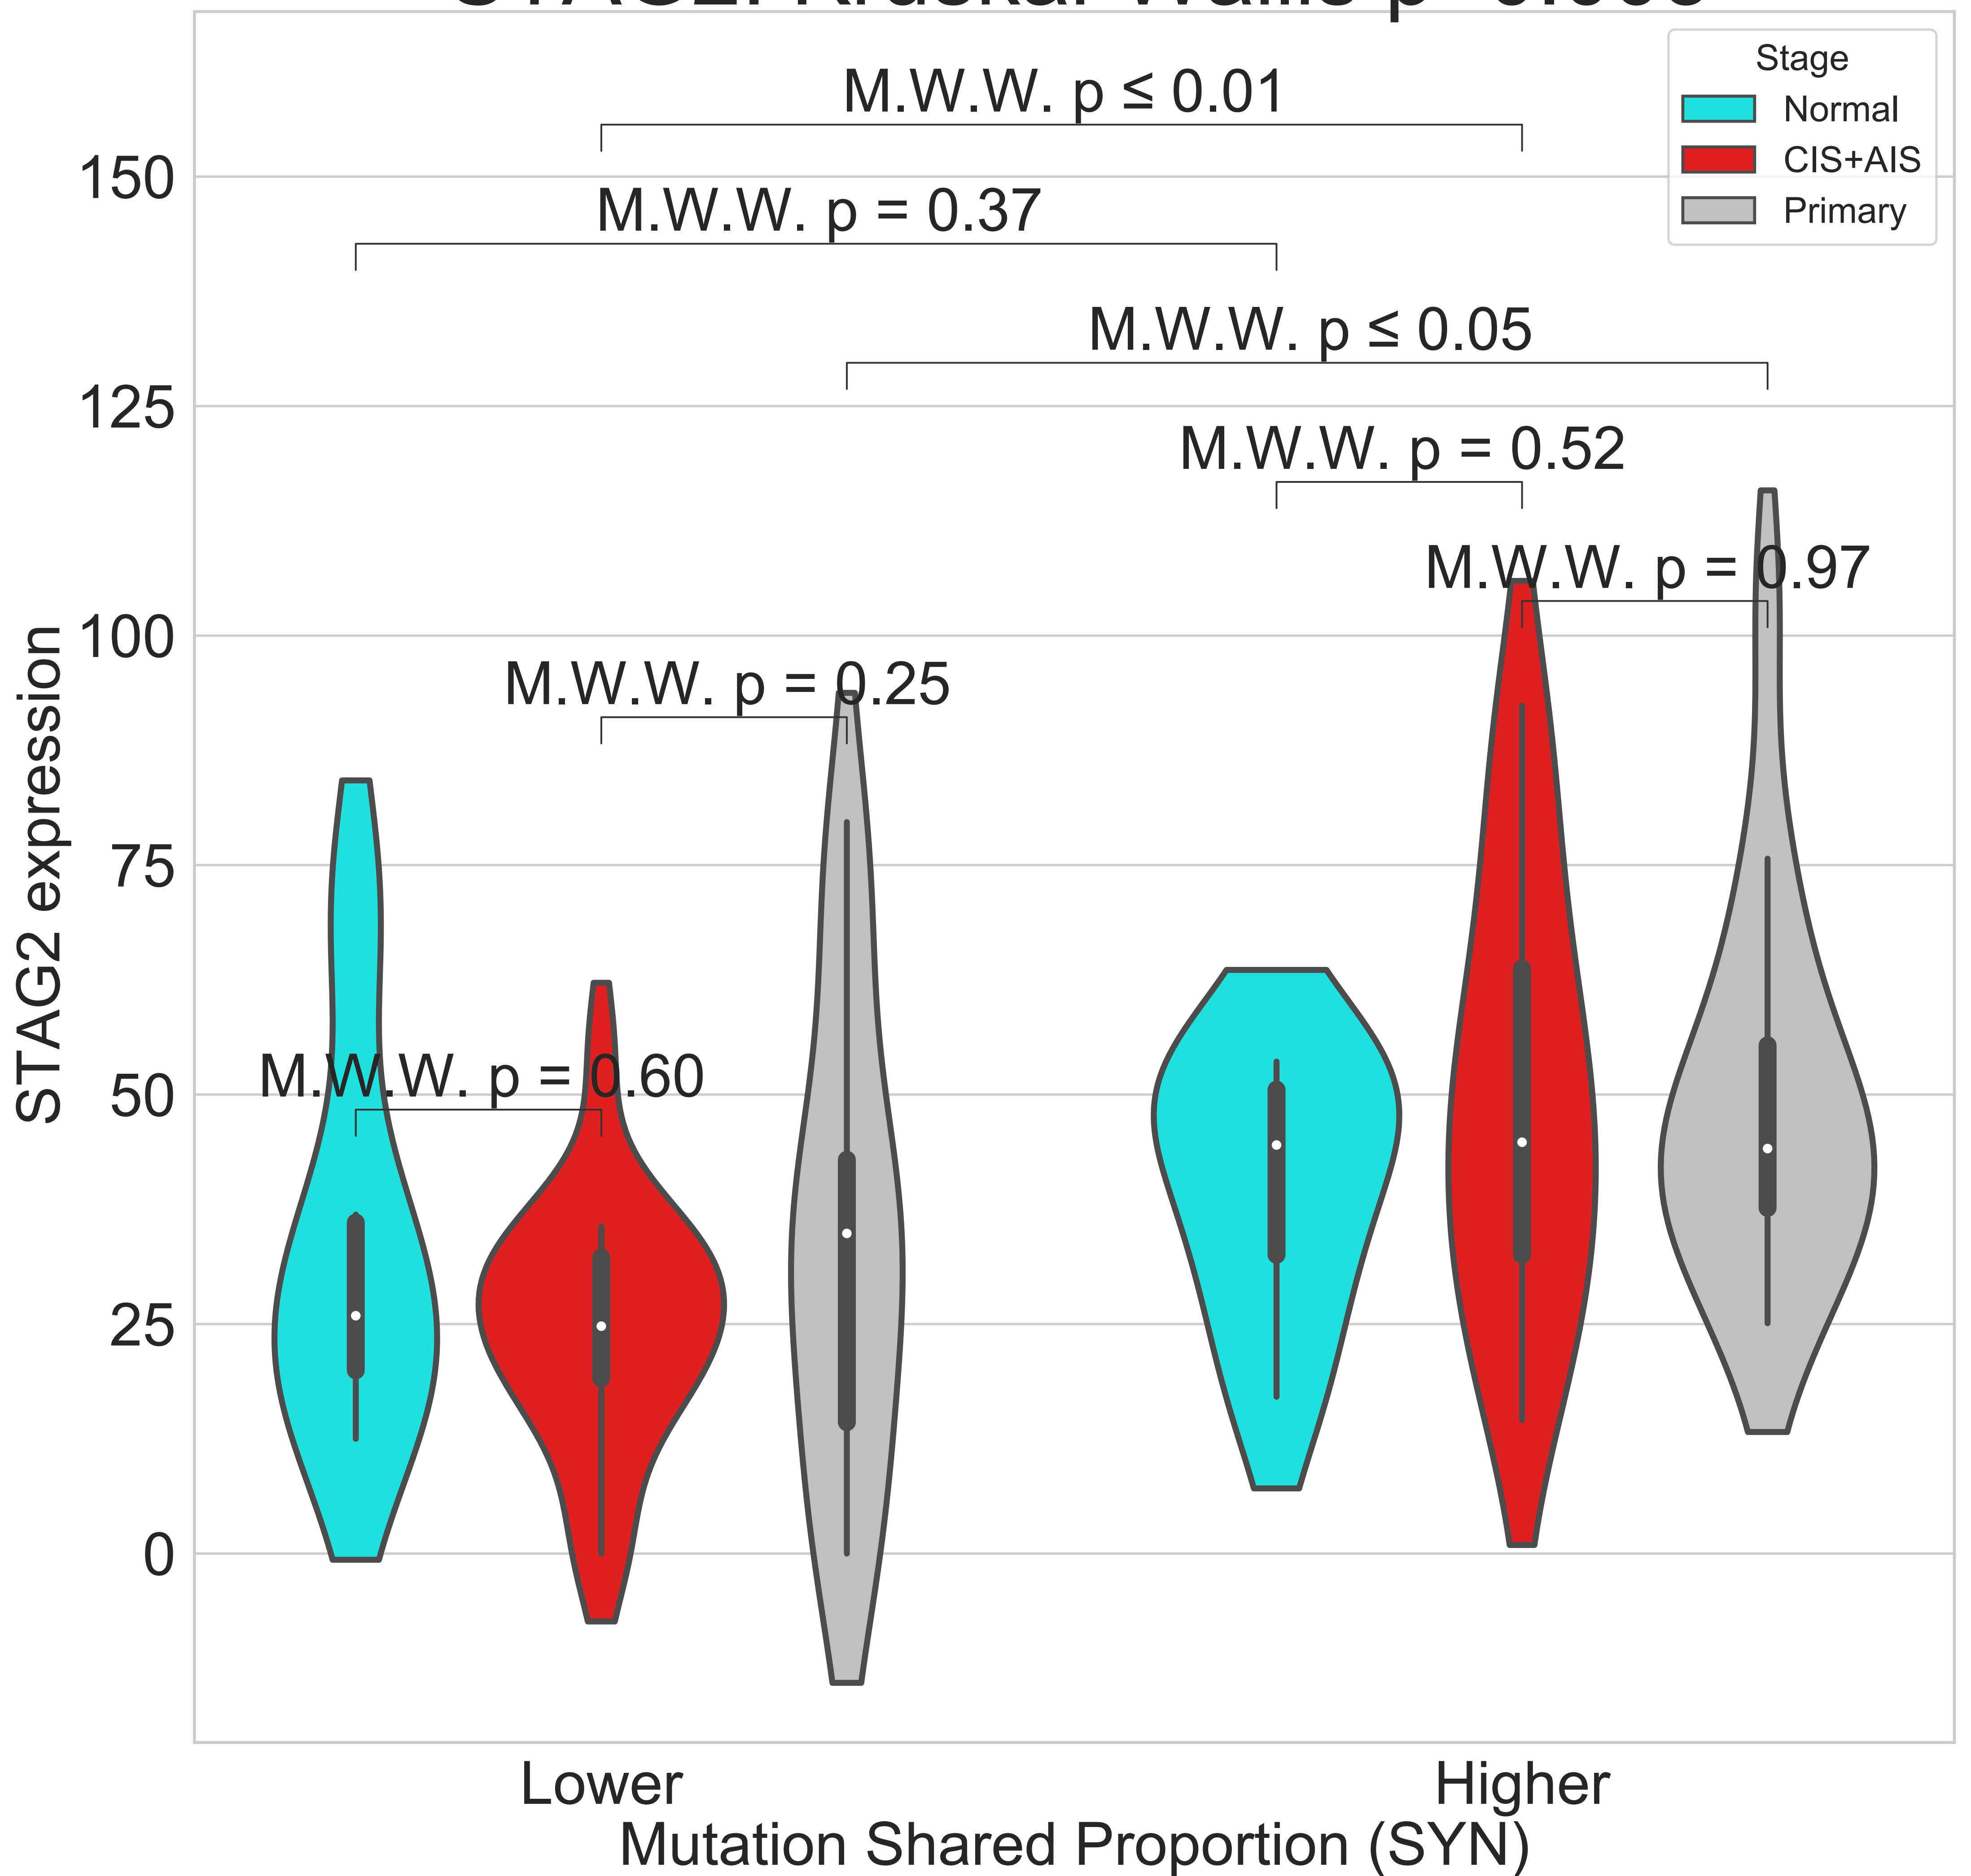 Stage
Normal
CIS+AIS
Primary
M.W.W. p ≤ 0.01
M.W.W. p = 0.37
M.W.W. p ≤ 0.05
M.W.W. p = 0.52
M.W.W. p = 0.97
M.W.W. p = 0.25
M.W.W. p = 0.60
150
125
100
75
50
25
0
STAG2 expression
Lower
Higher
Mutation Shared Proportion (SYN)